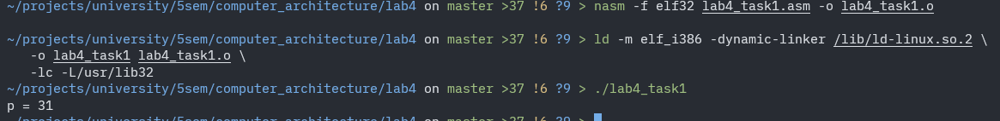 ~/projects/university/5sem/computer_architecture/lab4 on master >37 !6 ?9 > nasm -f elf32 lab4_task1.asm -o lab4_task1.o
~/projects/university/5sem/computer_architecture/lab4 on master >37 !6 ?9 > ld -m elf_i386 -dynamic-linker /lib/ld-linux.so.2 \
-o lab4_task1 lab4_task1.o \
-lc -L/usr/lib32
~/projects/university/5sem/computer_architecture/lab4 on master >37 !6 ?9 > ./lab4_task1
p = 31
~/projects/university/5sem/computer_architecture/lab4 on master >37 !6 ?9 >